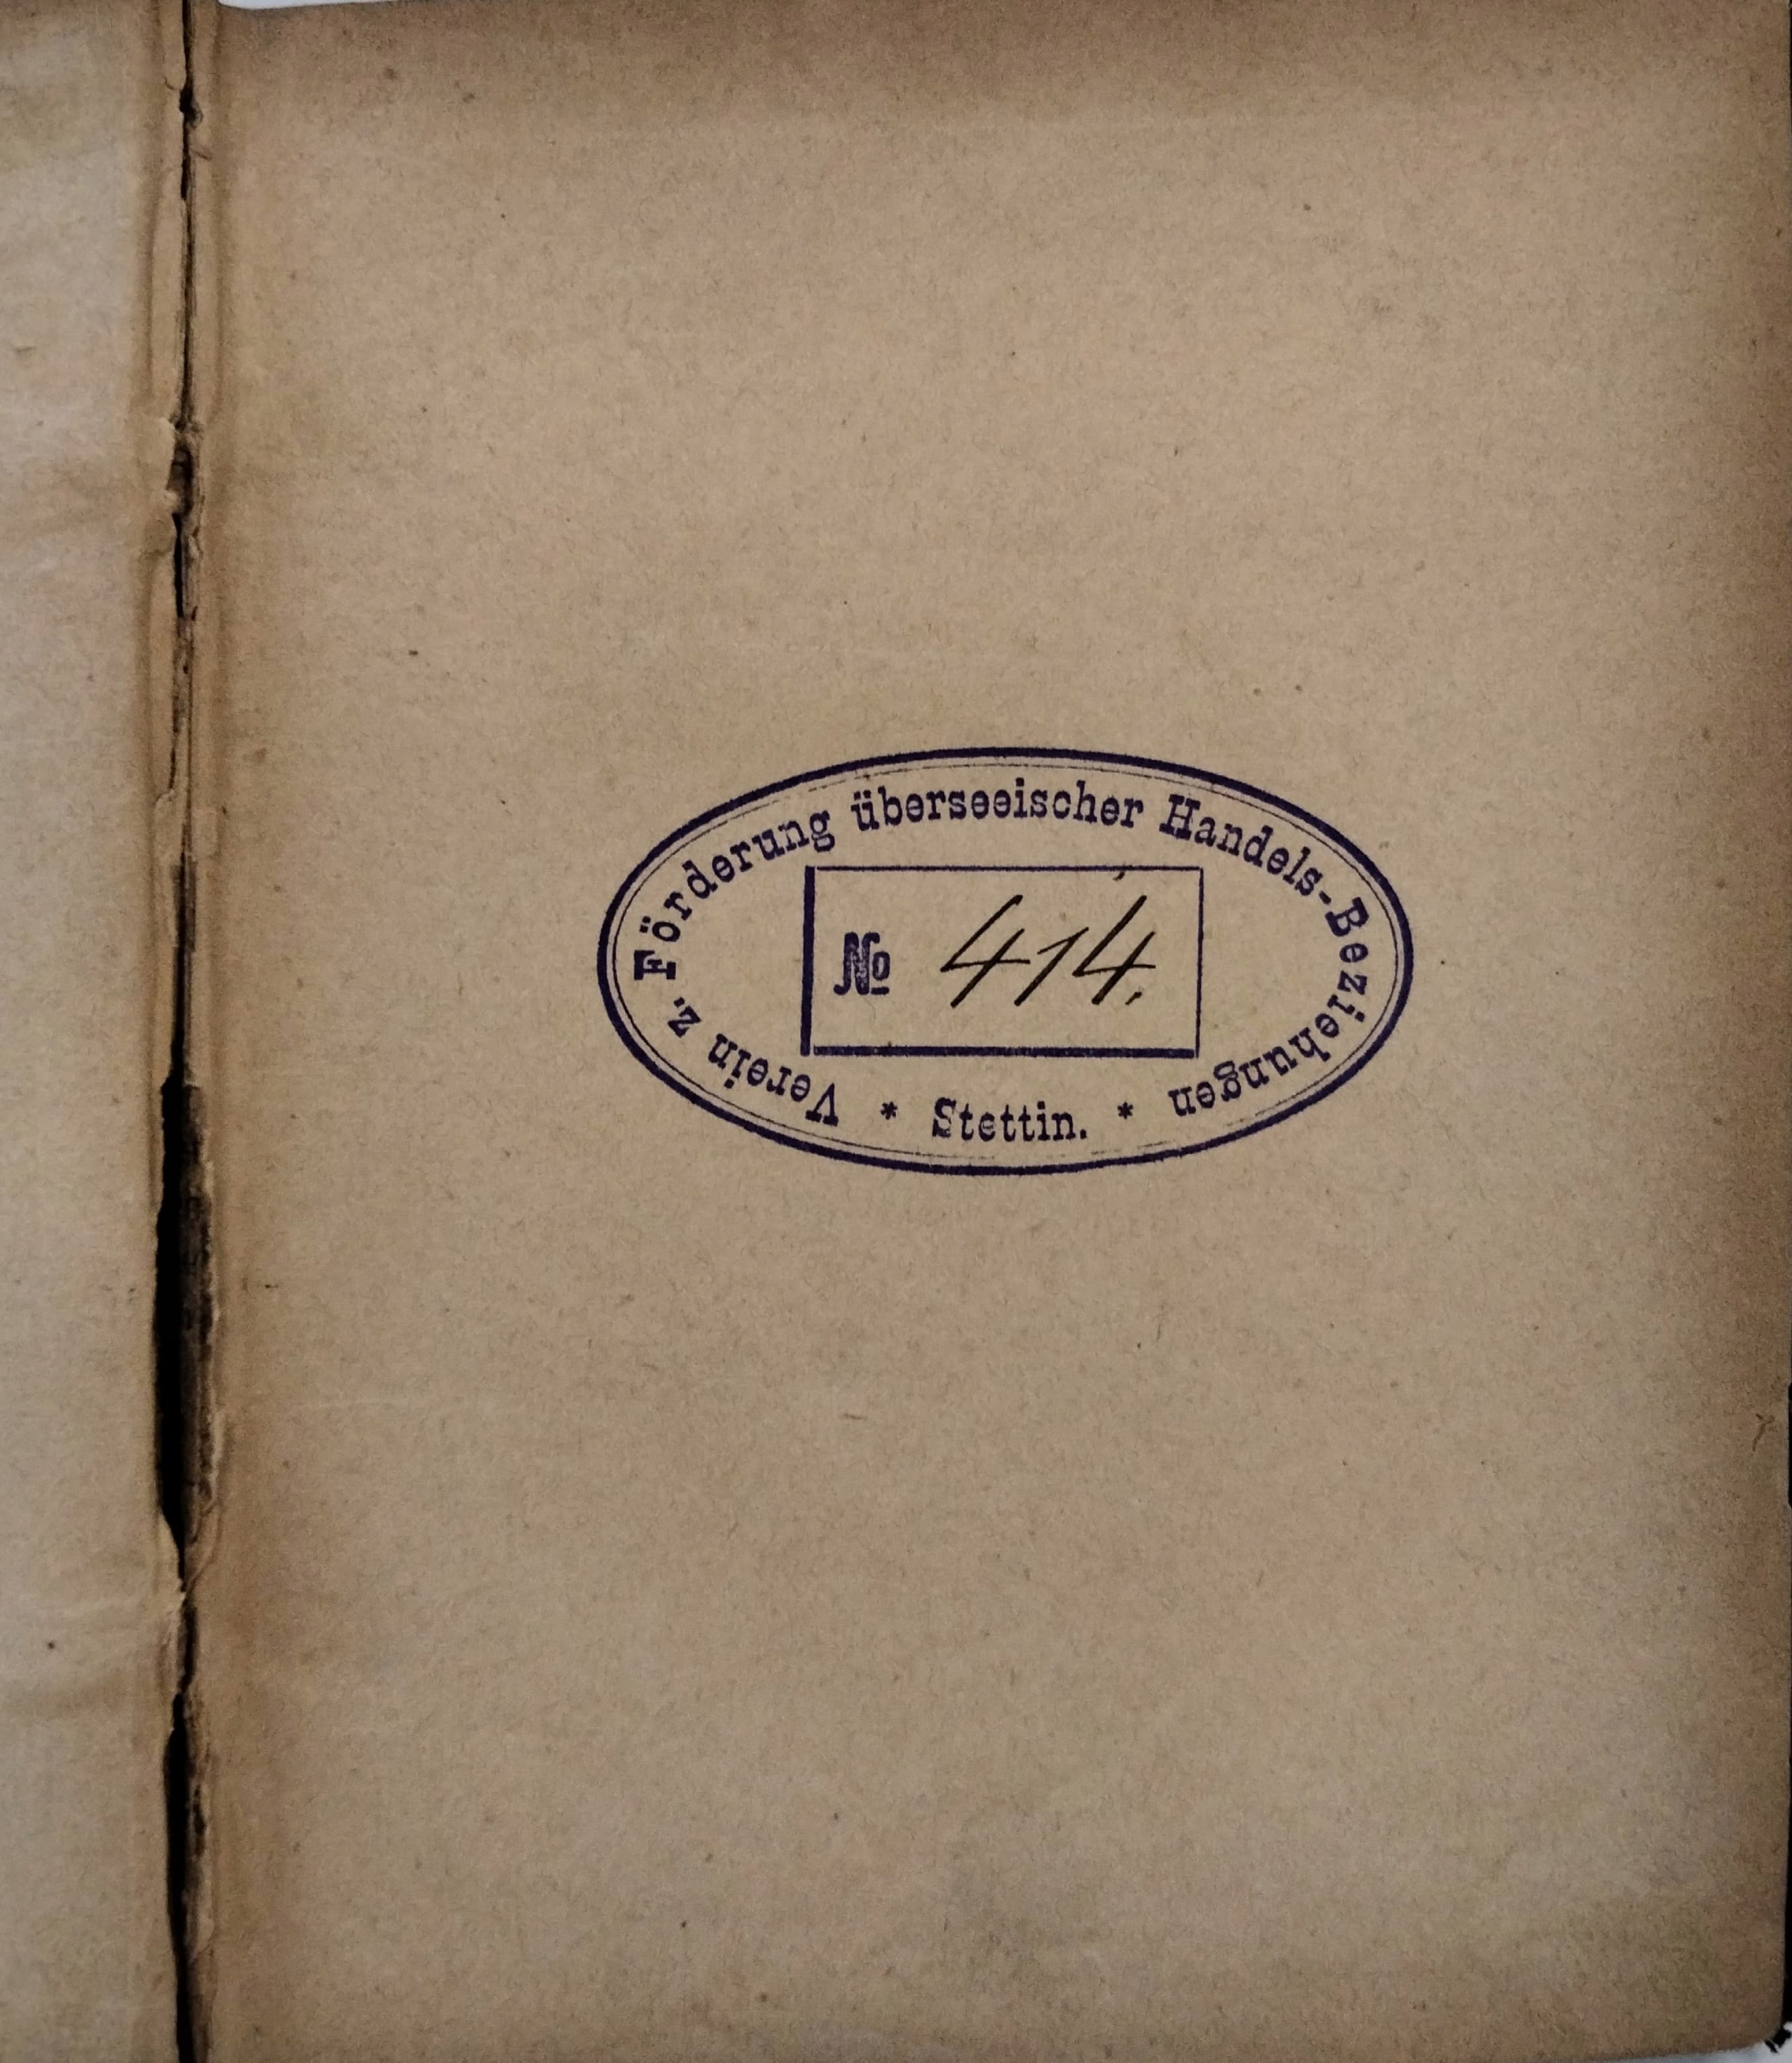 Verein z. Förderung überseeischer Handels-Beziehungen
* Stettin. *
№ 414.